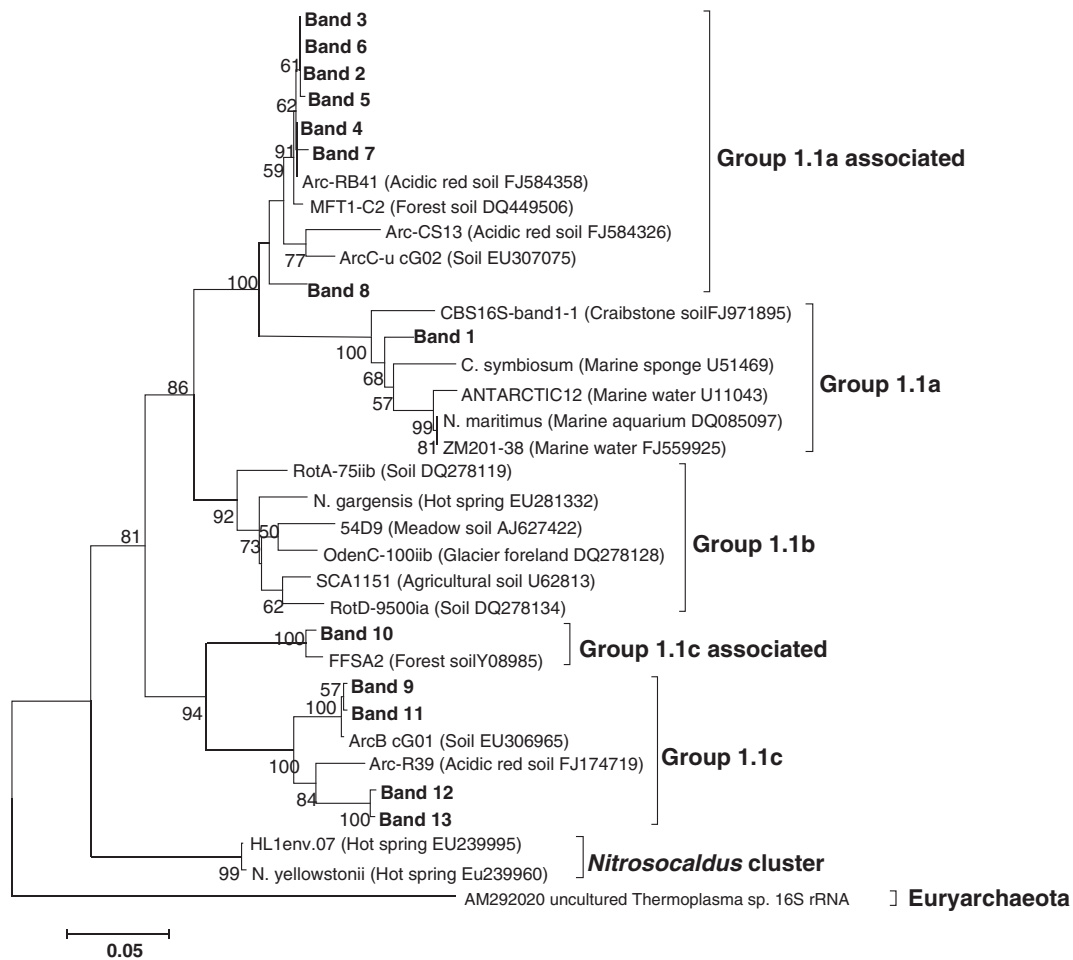 Band 3
Band 6
61
Band 2
Band 5
62
Band 4
91
Band 7
Group 1.1a associated
59
Arc-RB41 (Acidic red soil FJ584358)
MFT1-C2 (Forest soil DQ449506)
Arc-CS13 (Acidic red soil FJ584326)
77
ArcC-u cG02 (Soil EU307075)
100
Band 8
CBS16S-band1-1 (Craibstone soilFJ971895)
Band 1
100
C. symbiosum (Marine sponge U51469)
68
Group 1.1a
86
ANTARCTIC12 (Marine water U11043)
57
N. maritimus (Marine aquarium DQ085097)
99
81
ZM201-38 (Marine water FJ559925)
RotA-75iib (Soil DQ278119)
N. gargensis (Hot spring EU281332)
92
50
54D9 (Meadow soil AJ627422)
81
73
Group 1.1b
OdenC-100iib (Glacier foreland DQ278128)
SCA1151 (Agricultural soil U62813)
62
RotD-9500ia (Soil DQ278134)
100
Band 10
Group 1.1c associated
FFSA2 (Forest soilY08985)
57
Band 9
100
94
Band 11
ArcB cG01 (Soil EU306965)
Group 1.1c
100
Arc-R39 (Acidic red soil FJ174719)
84
Band 12
100
Band 13
HL1env.07 (Hot spring EU239995)
Nitrosocaldus cluster
99
N. yellowstonii (Hot spring Eu239960)
AM292020 uncultured Thermoplasma sp. 16S rRNA
Euryarchaeota
0.05